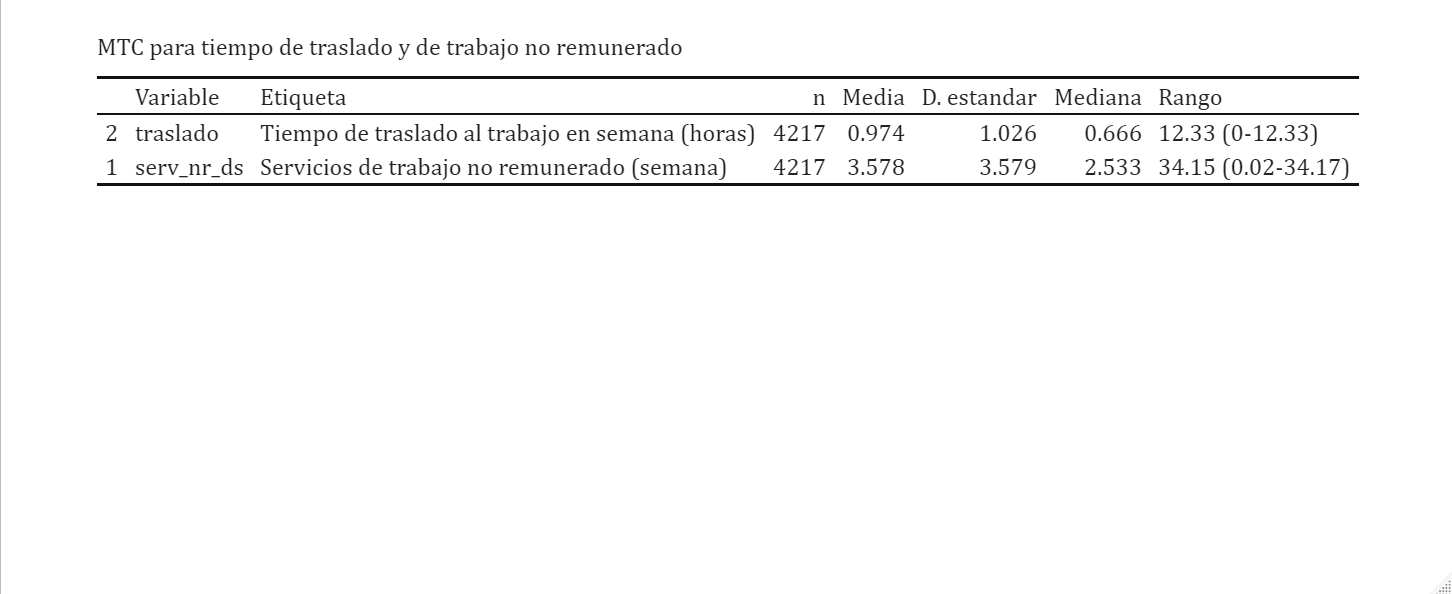 MTC para tiempo de traslado y de trabajo no remunerado
Variable Etiqueta n Media D. estandar Mediana Rango
2 traslado Tiempo de traslado al trabajo en semana (horas) 4217 0.974 1.026 0.666 12.33 (0-12.33)
1 serv_nr_ds Servicios de trabajo no remunerado (semana) 4217 3.578 3.579 2.533 34.15 (0.02-34.17)